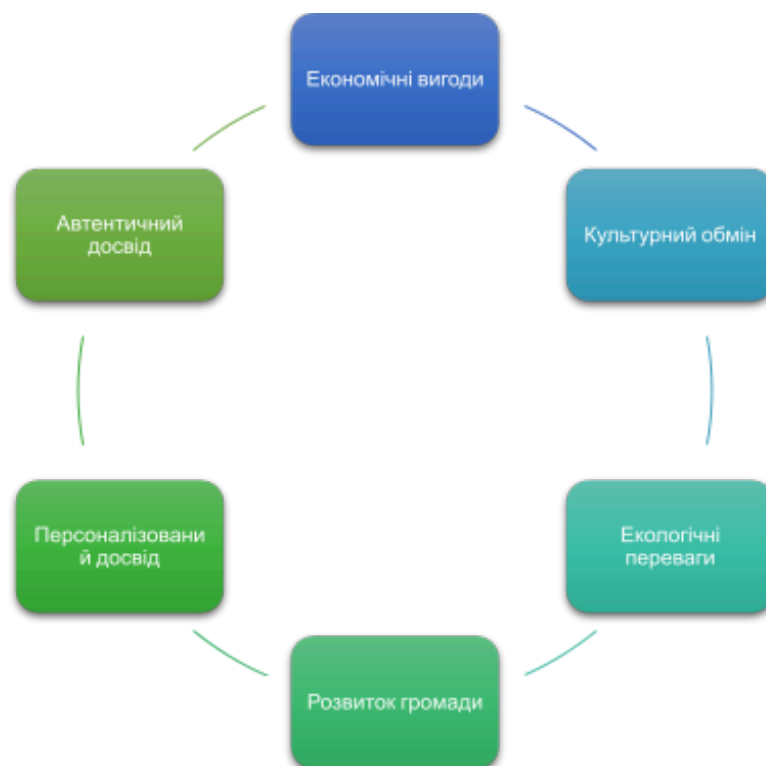 Економічні вигоди
Культурний обмін
Екологічні
переваги
Розвиток громади
Персоналізовани
й досвід
Автентичний
досвід